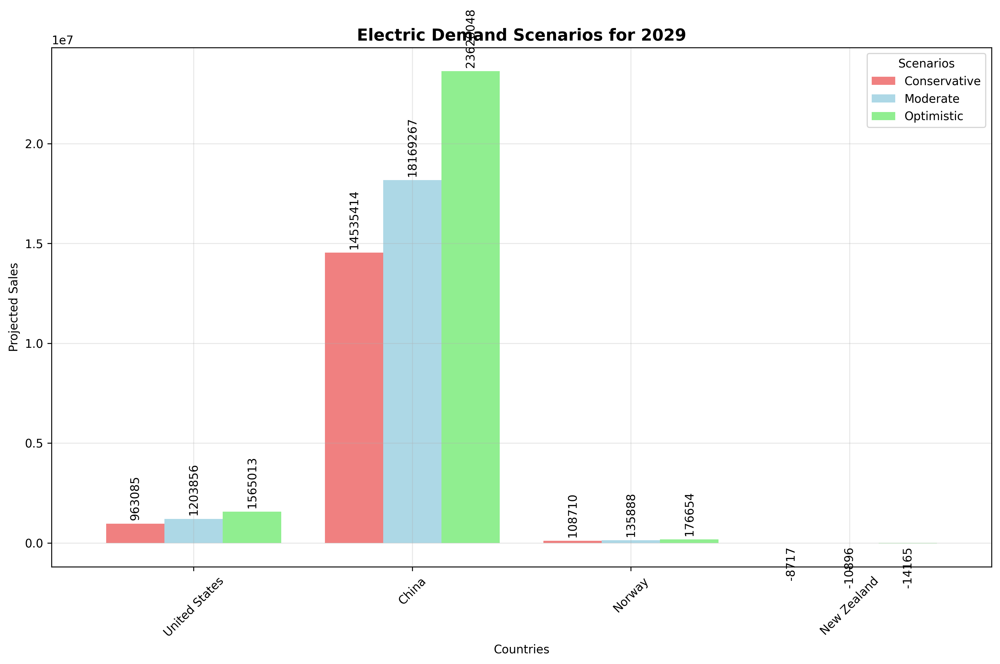 Electric Demand Scenarios for 2029
1e7
Scenarios
Conservative
Moderate
Optimistic
2.0
1.5
1.0
0.5
0.0
Projected Sales
963085
1203856
1565013
14535414
18169267
23620048
108710
135888
176654
-8717
-10896
-14165
United States
China
Norway
New Zealand
Countries